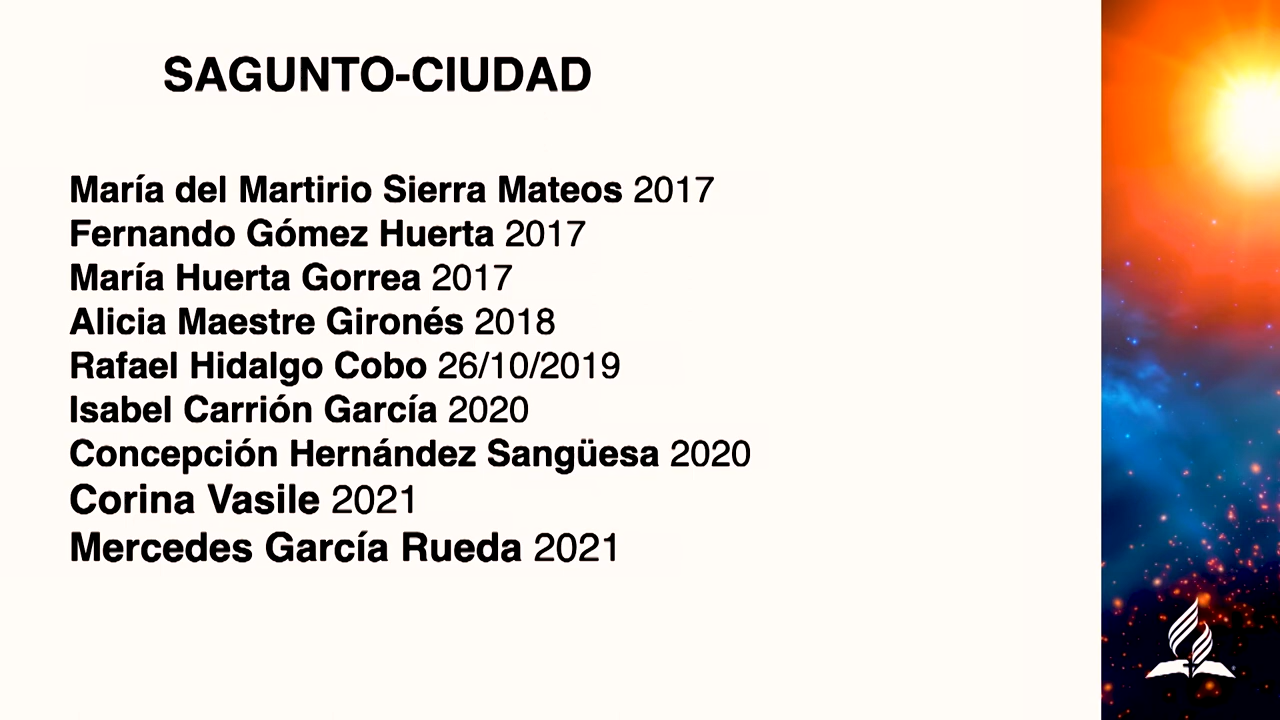 SAGUNTO-CIUDAD
María del Martirio Sierra Mateos 2017
Fernando Gómez Huerta 2017
María Huerta Gorrea 2017
Alicia Maestre Gironés 2018
Rafael Hidalgo Cobo 26/10/2019
Isabel Carrión García 2020
Concepción Hernández Sangüesa 2020
Corina Vasile 2021
Mercedes García Rueda 2021